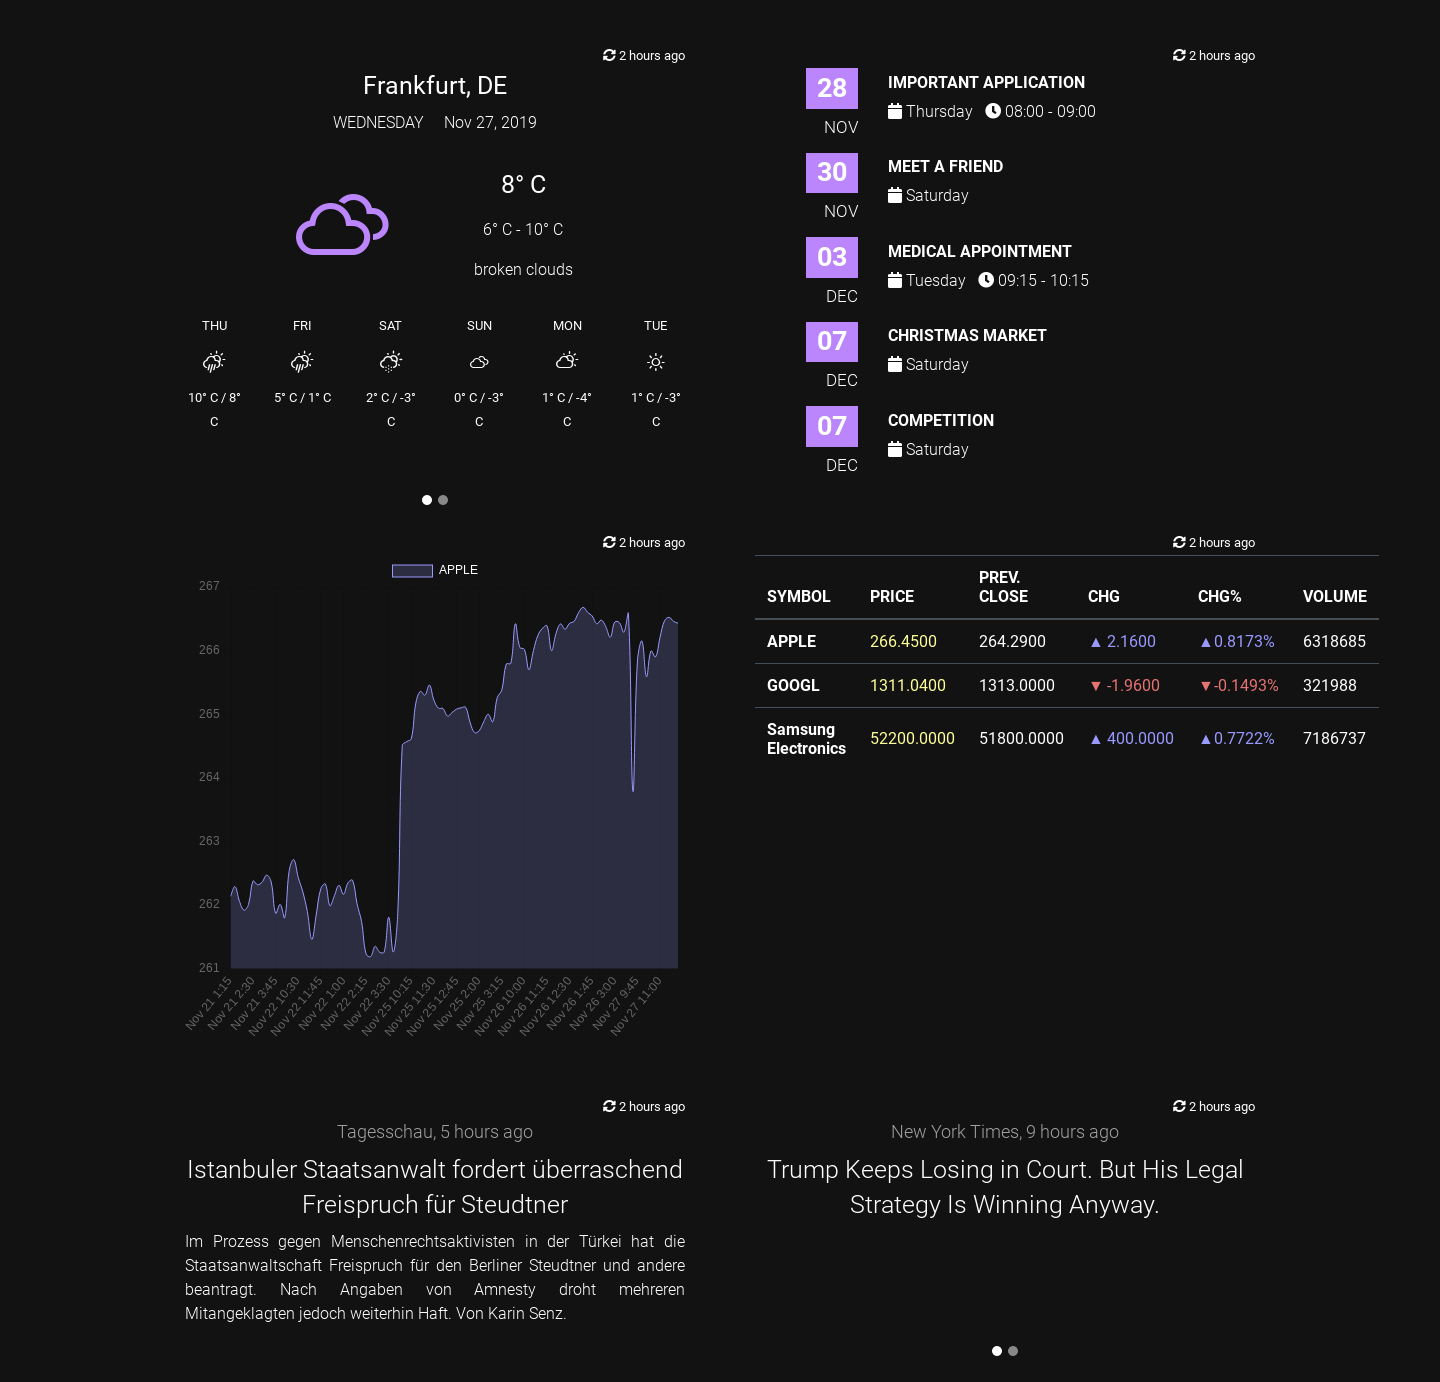 2 hours ago
Frankfurt, DE
WEDNESDAY Nov 27, 2019
8° C
6° C - 10° C
broken clouds
THU FRI SAT SUN MON TUE
10° C / 8° 5° C / 1° C 2° C / -3° 0° C / -3° 1° C / -4° 1° C / -3°
C C C C C
2 hours ago
28 IMPORTANT APPLICATION
Thursday 08:00 - 09:00
NOV
30 MEET A FRIEND
Saturday
NOV
03 MEDICAL APPOINTMENT
Tuesday 09:15 - 10:15
DEC
07 CHRISTMAS MARKET
Saturday
DEC
07 COMPETITION
Saturday
DEC
2 hours ago
APPLE
267
266
265
264
263
262
261
Nov 21 1:15
Nov 21 2:30
Nov 21 3:45
Nov 22 10:30
Nov 22 11:45
Nov 22 1:00
Nov 22 2:15
Nov 22 3:30
Nov 25 10:15
Nov 25 11:30
Nov 25 12:45
Nov 25 2:00
Nov 25 3:15
Nov 26 10:00
Nov 26 11:15
Nov 26 12:30
Nov 26 1:45
Nov 26 3:00
Nov 27 9:45
Nov 27 11:00
2 hours ago
PREV.
SYMBOL PRICE CLOSE CHG CHG% VOLUME
APPLE 266.4500 264.2900 ▲ 2.1600 ▲0.8173% 6318685
GOOGL 1311.0400 1313.0000 ▼ -1.9600 ▼-0.1493% 321988
Samsung
Electronics 52200.0000 51800.0000 ▲ 400.0000 ▲0.7722% 7186737
2 hours ago
Tagesschau, 5 hours ago
Istanbuler Staatsanwalt fordert überraschend
Freispruch für Steudtner
Im Prozess gegen Menschenrechtsaktivisten in der Türkei hat die
Staatsanwaltschaft Freispruch für den Berliner Steudtner und andere
beantragt. Nach Angaben von Amnesty droht mehreren
Mitangeklagten jedoch weiterhin Haft. Von Karin Senz.
2 hours ago
New York Times, 9 hours ago
Trump Keeps Losing in Court. But His Legal
Strategy Is Winning Anyway.